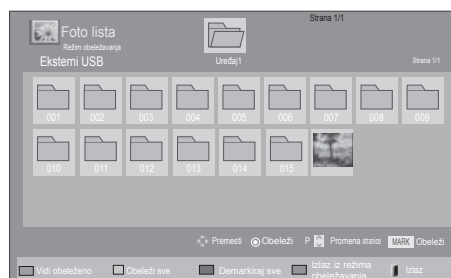 Strana 1/1
Foto lista
Režim obeležavanja
Eksterni USB
Uređaj1
Strana 1/1
001 002 003 004 005 006 007 008 009
010 011 012 013 014 015
Premesti Obeleži P Promena stranice MARK Obeleži
Vidi obeleženo Obeleži sve Demarkiraj sve Izlaz iz režima obeležavanja Izlaz